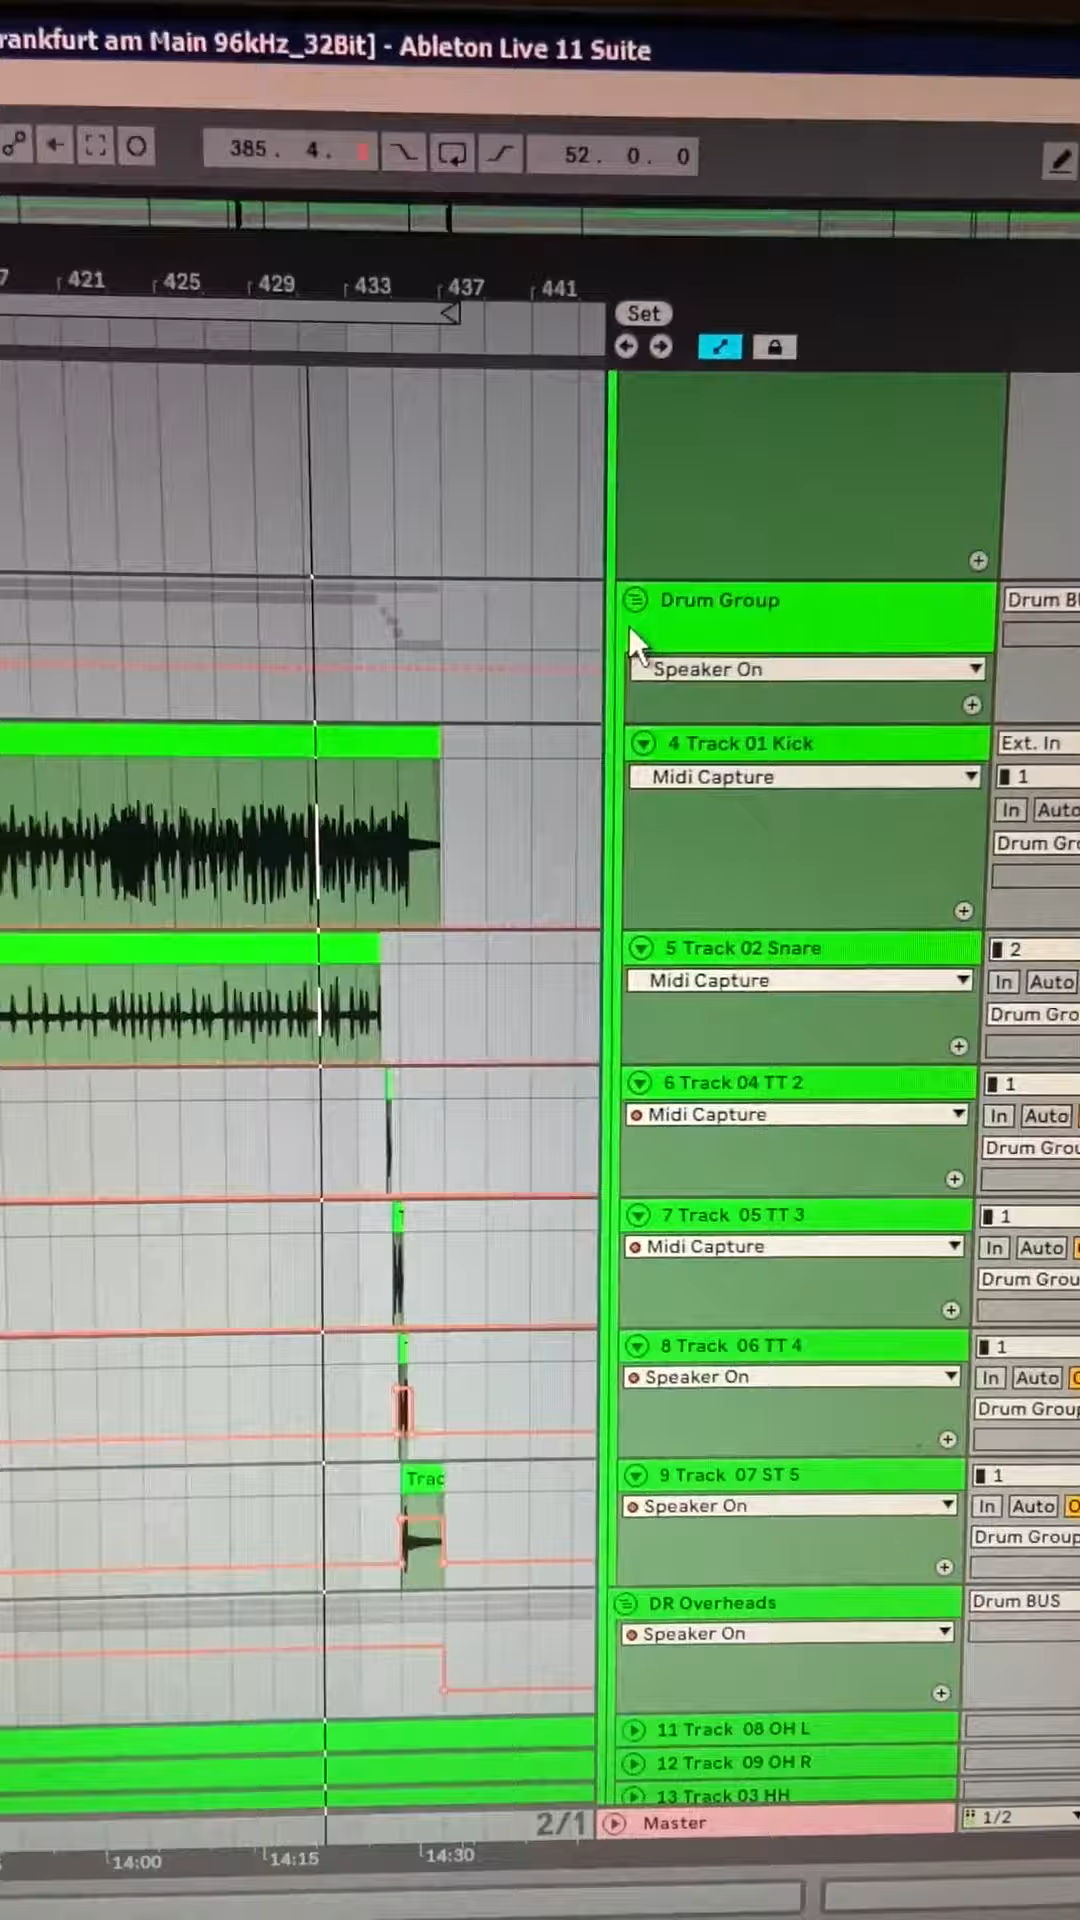 rankfurt am Main 96kHz_32Bit] - Ableton Live 11 Suite
385. 4.
52. 0. 0
7 421 425 429 433 437 441
Set
Drum Group
Drum B
Speaker On
4 Track 01 Kick
Ext. In
Midi Capture
1
In Auto
Drum Gr
5 Track 02 Snare
2
Midi Capture
In Auto
Drum Gro
6 Track 04 TT 2
1
Midi Capture
In Auto
Drum Grou
7 Track 05 TT 3
1
Midi Capture
In Auto
Drum Grou
8 Track 06 TT 4
1
Speaker On
In Auto
Drum Group
Trac
9 Track 07 ST 5
1
Speaker On
In Auto
Drum Group
DR Overheads
Drum BUS
Speaker On
11 Track 08 OH L
12 Track 09 OH R
13 Track 03 HH
2/1
Master
1/2
14:00 14:15 14:30